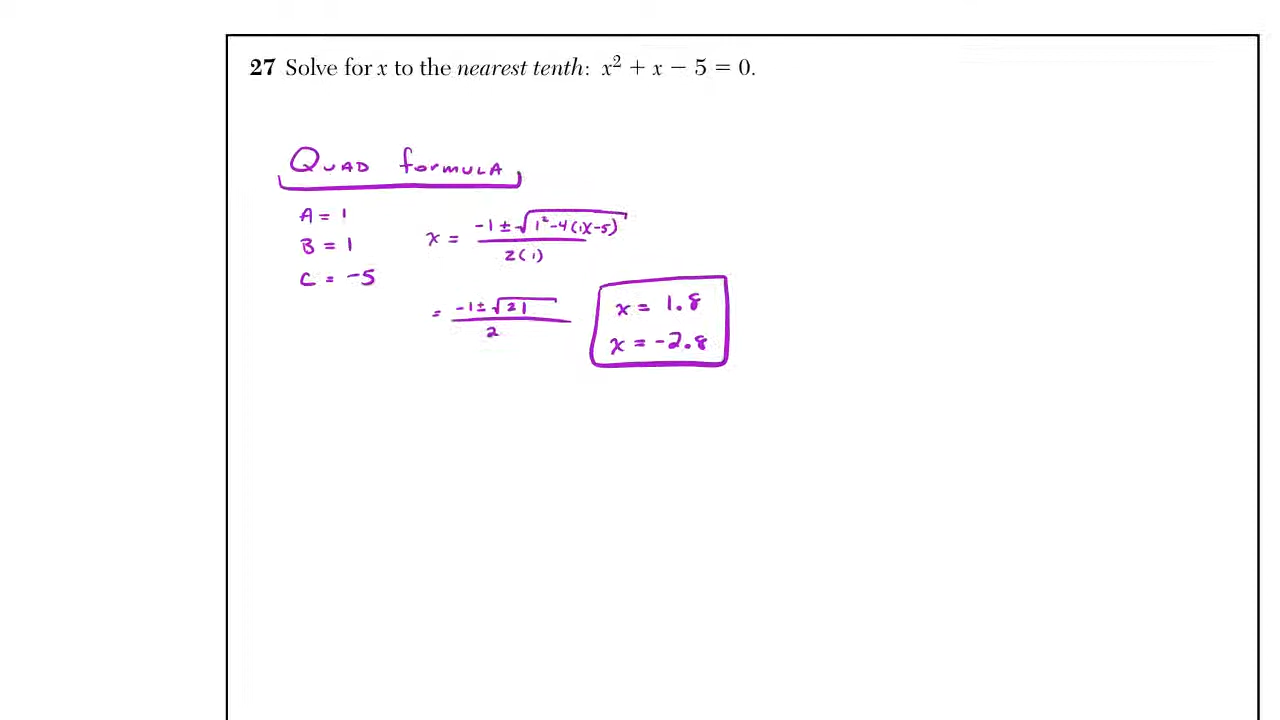 27 Solve for x to the nearest tenth: x² + x − 5 = 0.
QUAD FORMULA
A = 1
B = 1
C = -5
x = (-1 ± √(1²-4(1)(-5))) / 2(1)
= (-1 ± √21) / 2
x = 1.8
x = -2.8